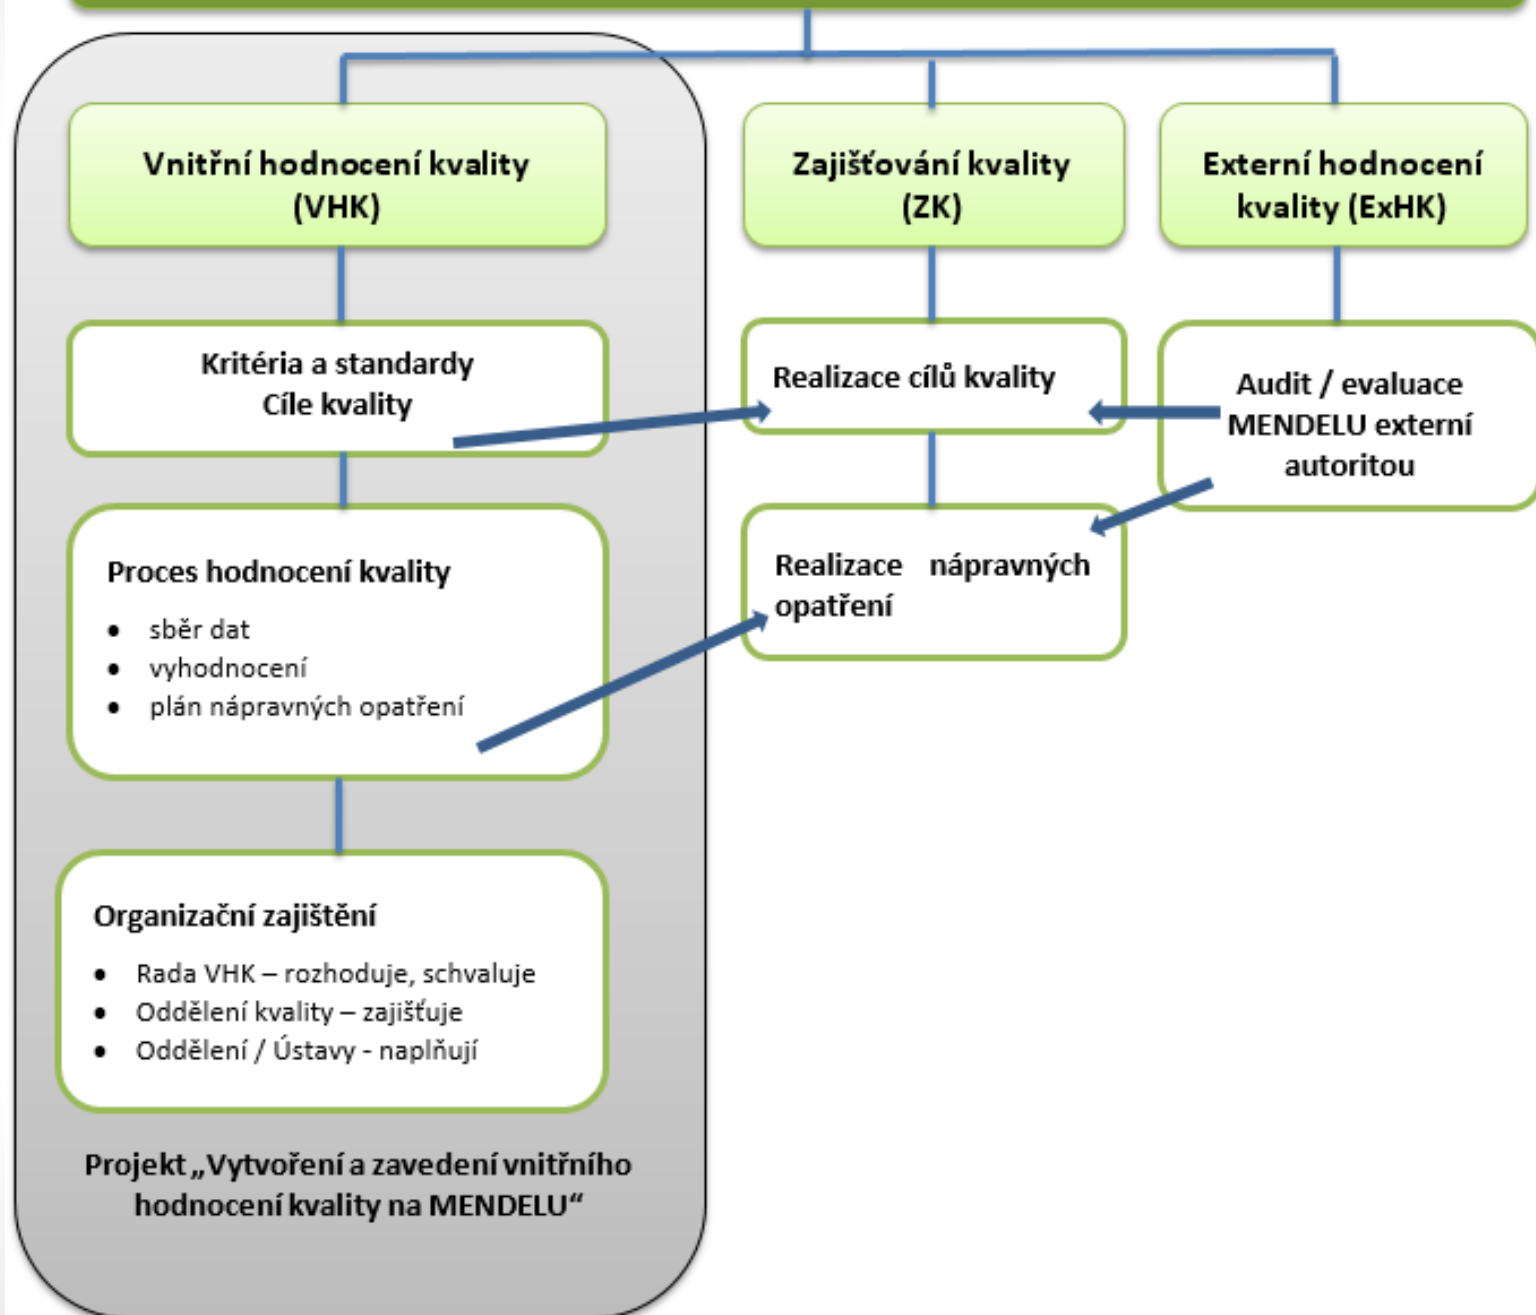 Vnitřní hodnocení kvality
(VHK)
Zajišťování kvality
(ZK)
Externí hodnocení
kvality (ExHK)
Kritéria a standardy
Cíle kvality
Realizace cílů kvality
Audit / evaluace
MENDELU externí
autoritou
Proces hodnocení kvality
• sběr dat
• vyhodnocení
• plán nápravných opatření
Realizace nápravných
opatření
Organizační zajištění
• Rada VHK – rozhoduje, schvaluje
• Oddělení kvality – zajišťuje
• Oddělení / Ústavy - naplňují
Projekt „Vytvoření a zavedení vnitřního
hodnocení kvality na MENDELU“